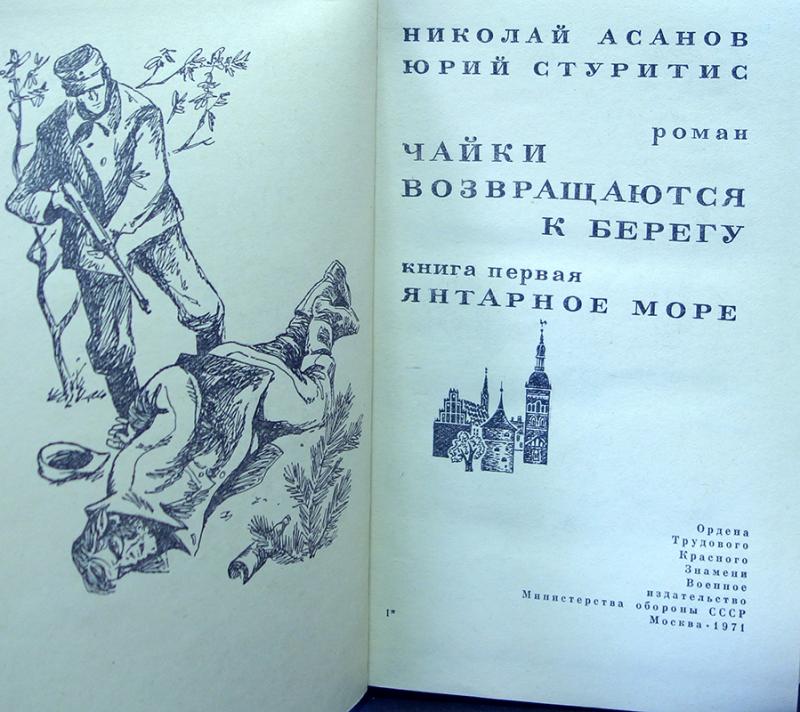 НИКОЛАЙ АСАНОВ
ЮРИЙ СТУРИТИС
роман
ЧАЙКИ
ВОЗВРАЩАЮТСЯ
К БЕРЕГУ
книга первая
ЯНТАРНОЕ МОРЕ
Ордена
Трудового
Красного
Знамени
Военное
издательство
Министерства обороны СССР
Москва·1971
1*